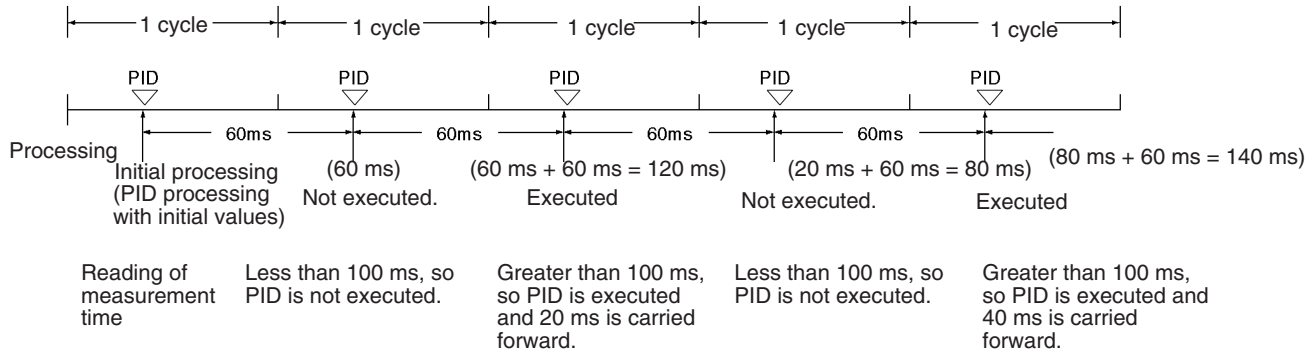 1 cycle 1 cycle 1 cycle 1 cycle 1 cycle
PID PID PID PID PID
60ms 60ms 60ms 60ms
Processing
Initial processing
(PID processing
with initial values)
(60 ms)
Not executed.
(60 ms + 60 ms = 120 ms)
Executed
(20 ms + 60 ms = 80 ms)
Not executed.
(80 ms + 60 ms = 140 ms)
Executed
Reading of
measurement
time
Less than 100 ms, so
PID is not executed.
Greater than 100 ms,
so PID is executed
and 20 ms is carried
forward.
Less than 100 ms, so
PID is not executed.
Greater than 100 ms,
so PID is executed and
40 ms is carried
forward.